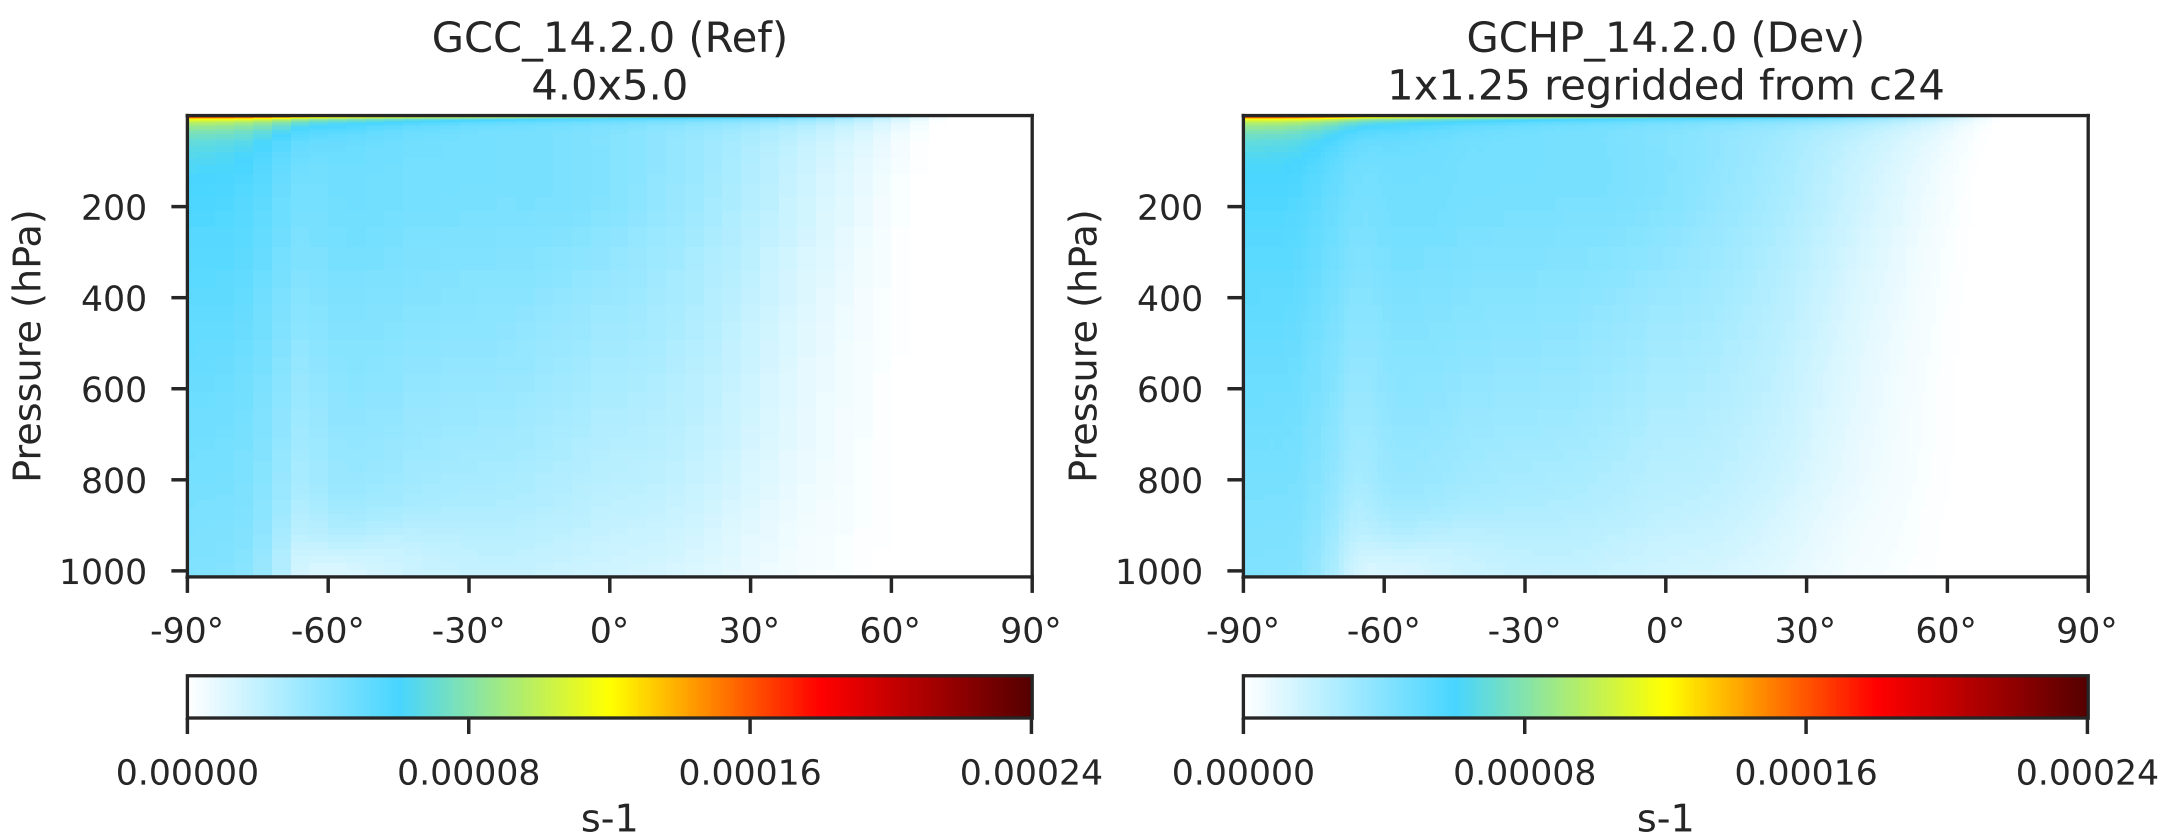 GCC_14.2.0 (Ref)
4.0x5.0
Pressure (hPa)
200
400
600
800
1000
-90° -60° -30° 0° 30° 60° 90°
0.00000 0.00008 0.00016 0.00024
s-1
GCHP_14.2.0 (Dev)
1x1.25 regridded from c24
Pressure (hPa)
200
400
600
800
1000
-90° -60° -30° 0° 30° 60° 90°
0.00000 0.00008 0.00016 0.00024
s-1